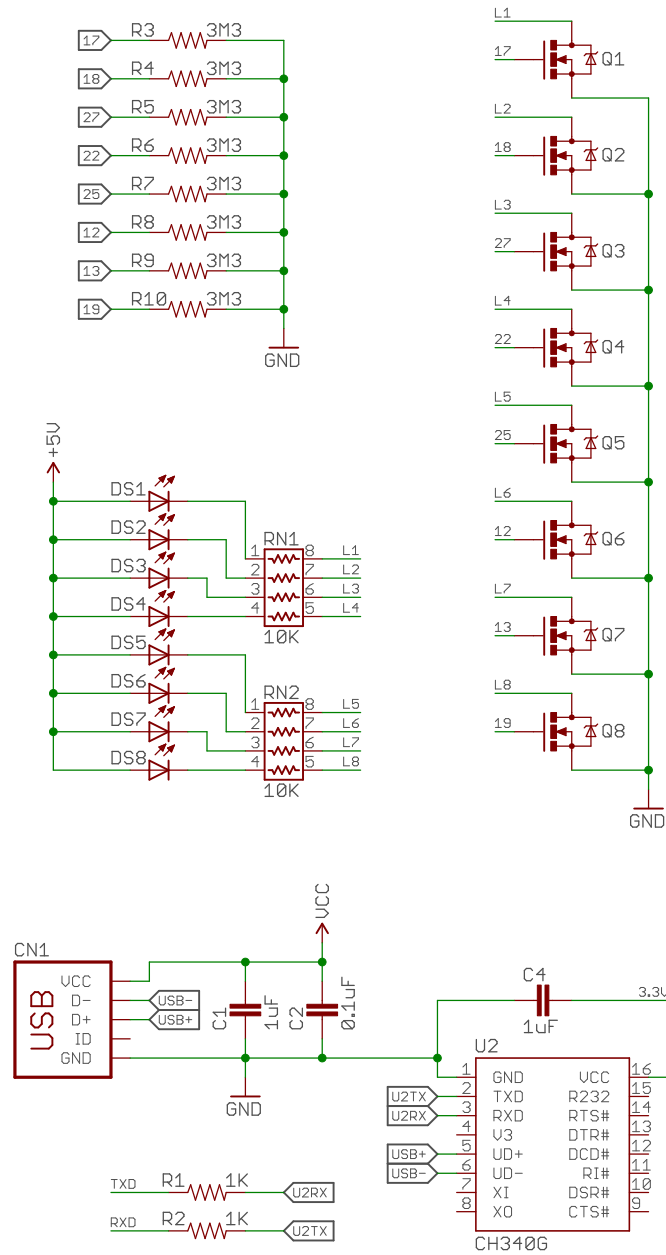 17 R3 3M3
18 R4 3M3
27 R5 3M3
22 R6 3M3
25 R7 3M3
12 R8 3M3
13 R9 3M3
19 R10 3M3
GND
L1
17 Q1
L2
18 Q2
L3
27 Q3
L4
22 Q4
L5
25 Q5
L6
12 Q6
L7
13 Q7
L8
19 Q8
GND
+5V
DS1
DS2
DS3
DS4
DS5
DS6
DS7
DS8
RN1
1 8 L1
2 7 L2
3 6 L3
4 5 L4
10K
RN2
1 8 L5
2 7 L6
3 6 L7
4 5 L8
10K
VCC
CN1
USB
VCC
D- USB-
D+ USB+
ID
GND
C1 1uF
C2 0.1uF
GND
C4
1uF
3.3V
U2
1 GND VCC 16
U2TX 2 TXD R232 15
U2RX 3 RXD RTS# 14
4 V3 DTR# 13
USB+ 5 UD+ DCD# 12
USB- 6 UD- RI# 11
7 XI DSR# 10
8 XO CTS# 9
CH340G
TXD R1 1K U2RX
RXD R2 1K U2TX